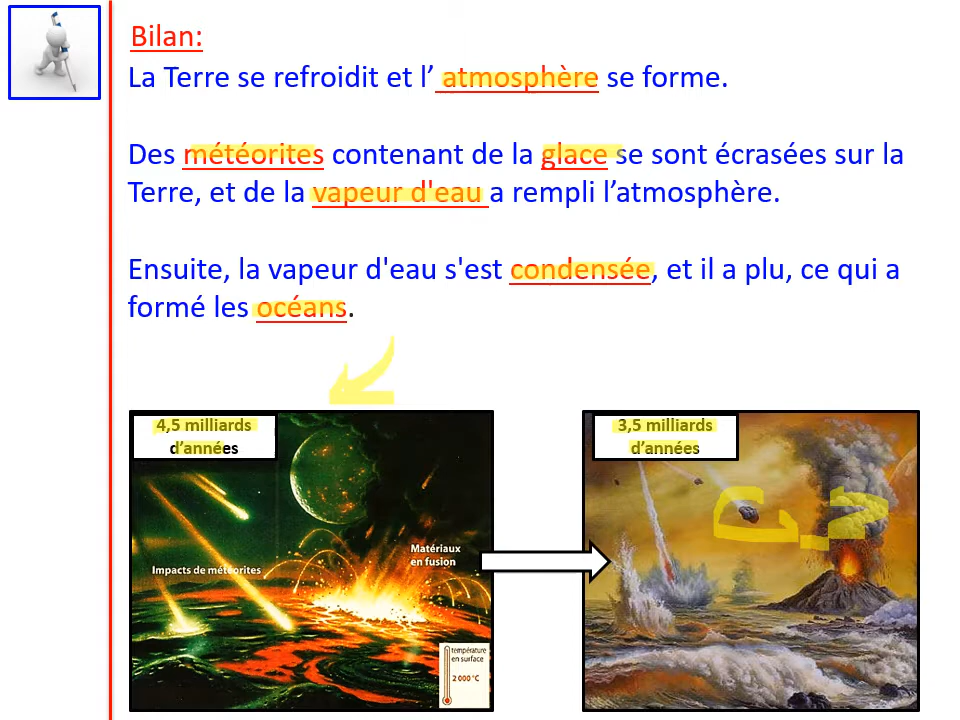 Bilan:
La Terre se refroidit et l’ atmosphère se forme.
Des météorites contenant de la glace se sont écrasées sur la
Terre, et de la vapeur d'eau a rempli l’atmosphère.
Ensuite, la vapeur d'eau s'est condensée, et il a plu, ce qui a
formé les océans.
4,5 milliards
d’années
Impacts de météorites
Matériaux
en fusion
température
en surface
2 000 °C
3,5 milliards
d’années